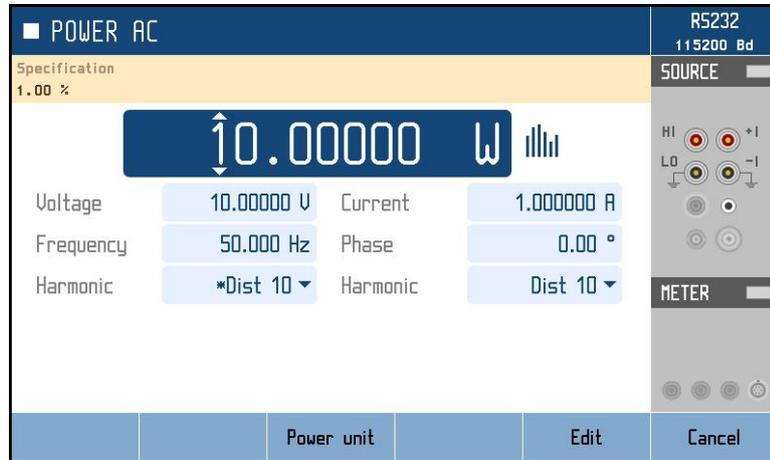 POWER AC
RS232
115200 Bd
Specification
1.00 %
SOURCE
10.00000 W
HI +I
LO -I
Voltage 10.00000 V Current 1.000000 A
Frequency 50.000 Hz Phase 0.00 °
Harmonic *Dist 10 Harmonic Dist 10
METER
Power unit Edit Cancel